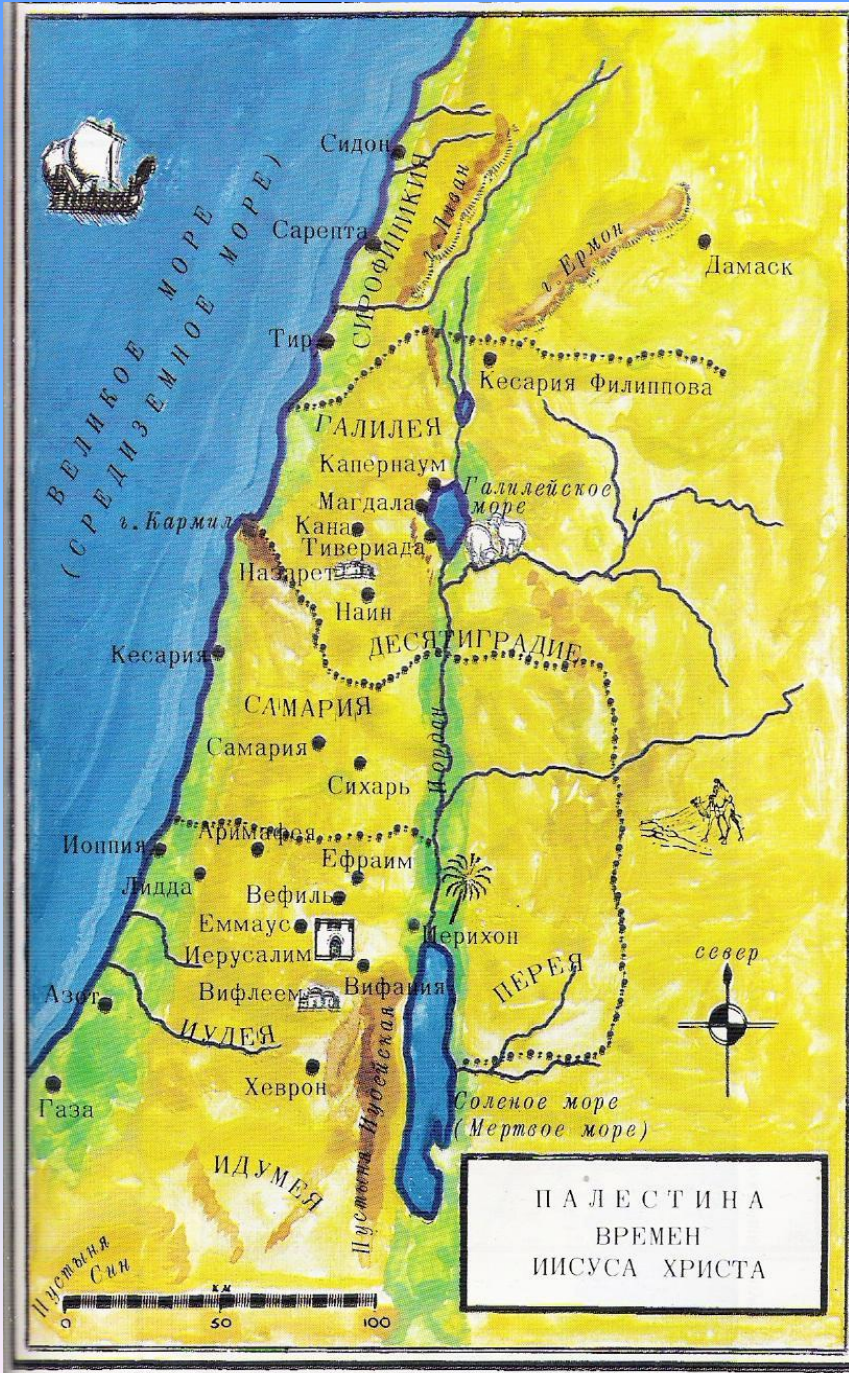 Сидон
СИРОФИНИКИЯ
г. Ливан
Сарепта
г. Ермон
Дамаск
ВЕЛИКОЕ МОРЕ
(СРЕДИЗЕМНОЕ МОРЕ)
Тир
Кесария Филиппова
ГАЛИЛЕЯ
Капернаум
Магдала
Галилейское
море
г. Кармил
Кана
Тивериада
Назарет
Наин
ДЕСЯТИГРАДИЕ
Кесария
САМАРИЯ
Самария
Иордан
Сихарь
Иоппия
Аримафея
Ефраим
Лидда
Вефиль
Еммаус
Иерихон
Иерусалим
ПЕРЕЯ
север
Азот
Вифлеем
Вифания
ИУДЕЯ
Хеврон
Газа
Соленое море
(Мертвое море)
Пустыня Иудейская
ИДУМЕЯ
ПАЛЕСТИНА
ВРЕМЕН
ИИСУСА ХРИСТА
Пустыня
Син
км
0 50 100